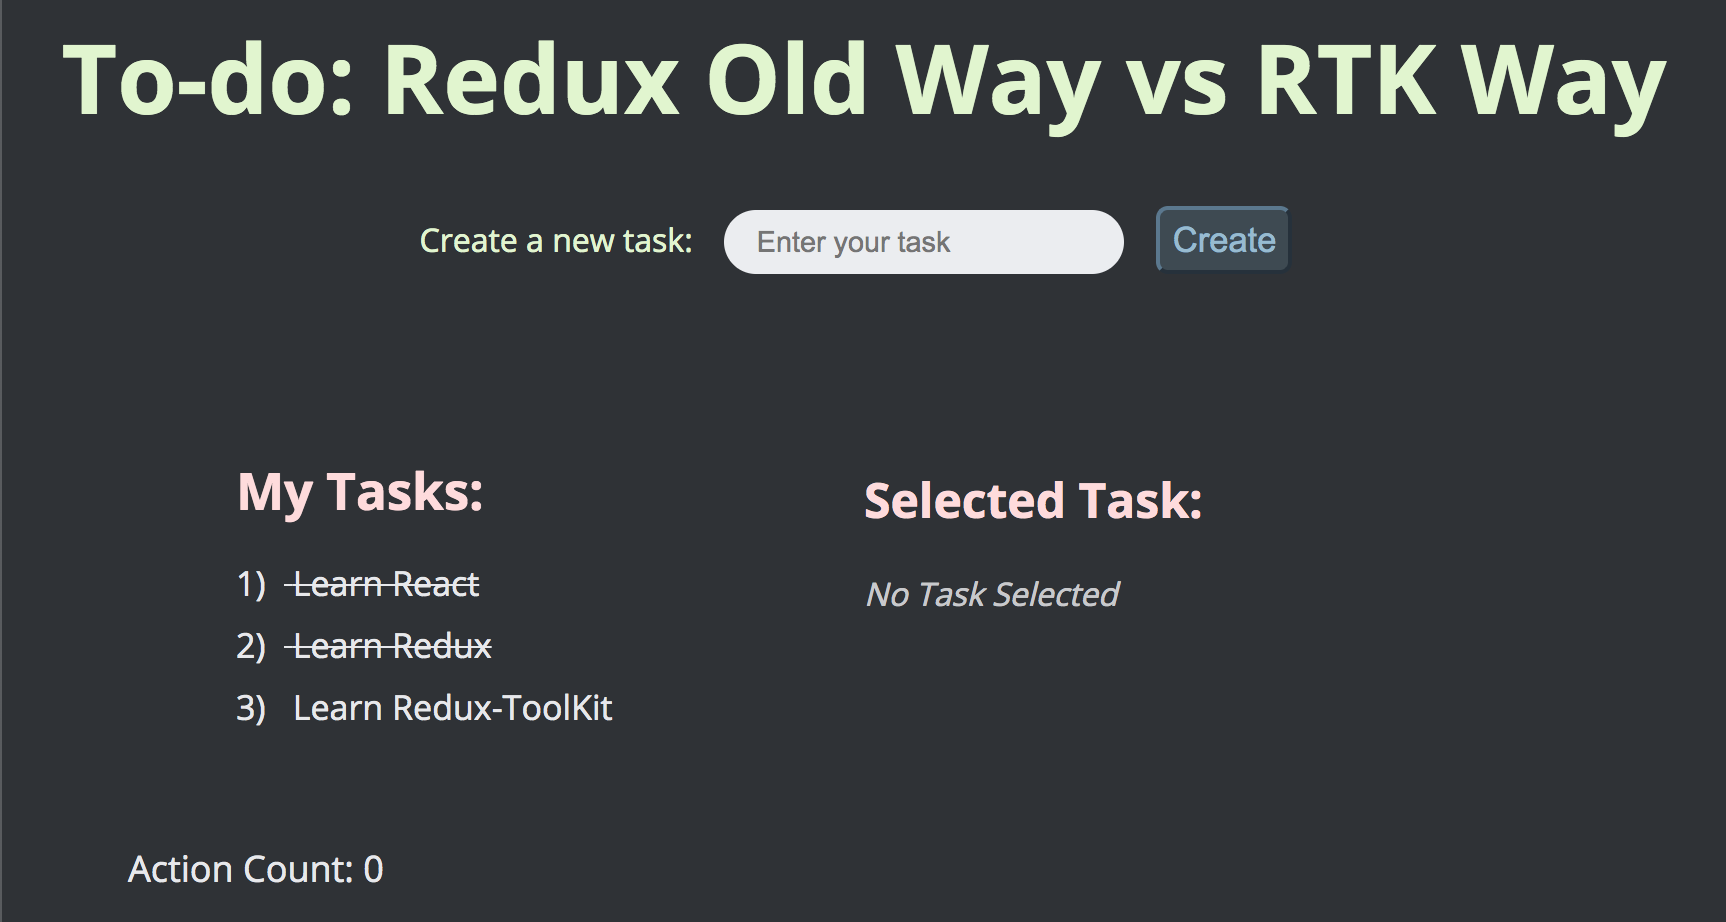 To-do: Redux Old Way vs RTK Way
Create a new task: Enter your task Create
My Tasks:
1) Learn React
2) Learn Redux
3) Learn Redux-ToolKit
Selected Task:
No Task Selected
Action Count: 0